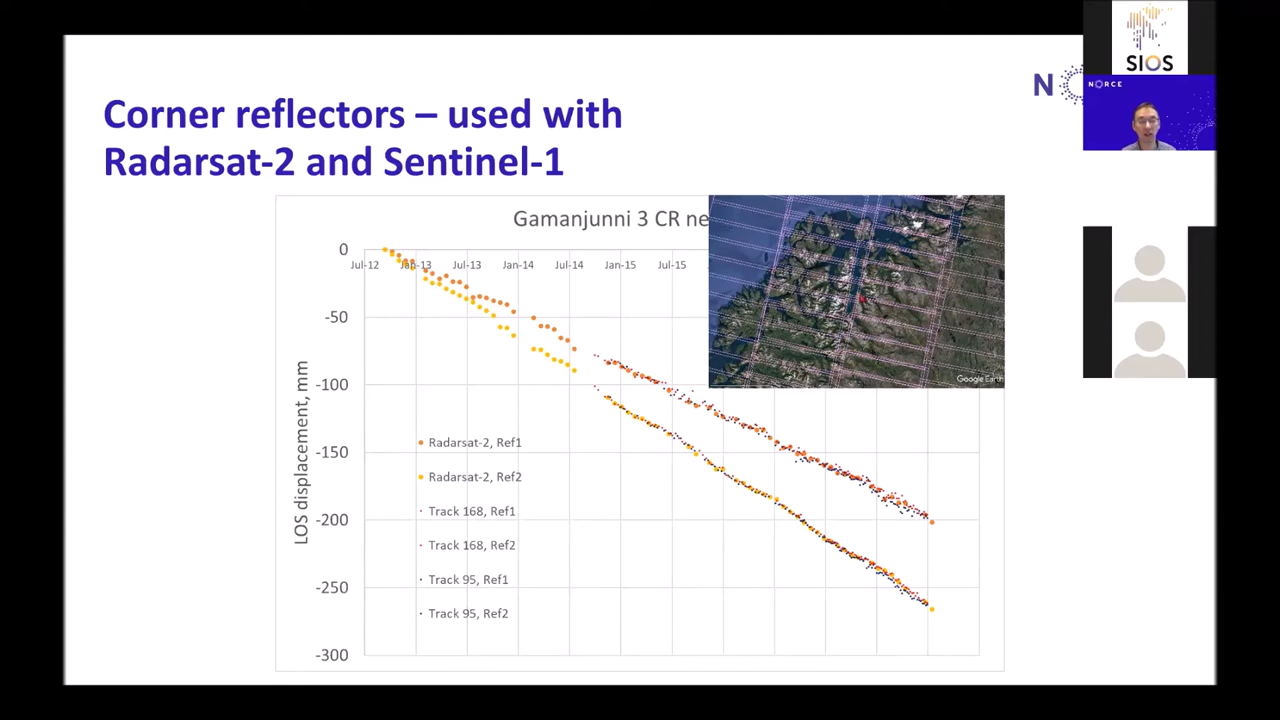 SIOS
NORCE
N
Corner reflectors – used with
Radarsat-2 and Sentinel-1
Gamanjunni 3 CR ne
0
Jul-12 Jan-13 Jul-13 Jan-14 Jul-14 Jan-15 Jul-15
-50
-100
-150
-200
-250
-300
LOS displacement, mm
Radarsat-2, Ref1
Radarsat-2, Ref2
Track 168, Ref1
Track 168, Ref2
Track 95, Ref1
Track 95, Ref2
Google Earth